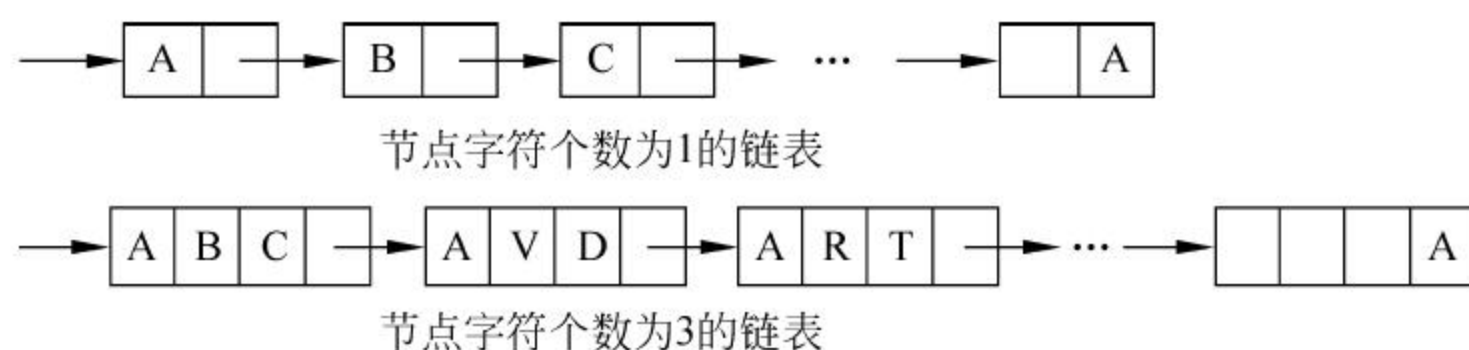 A B C ... A
节点字符个数为1的链表
A B C A V D A R T ... A
节点字符个数为3的链表